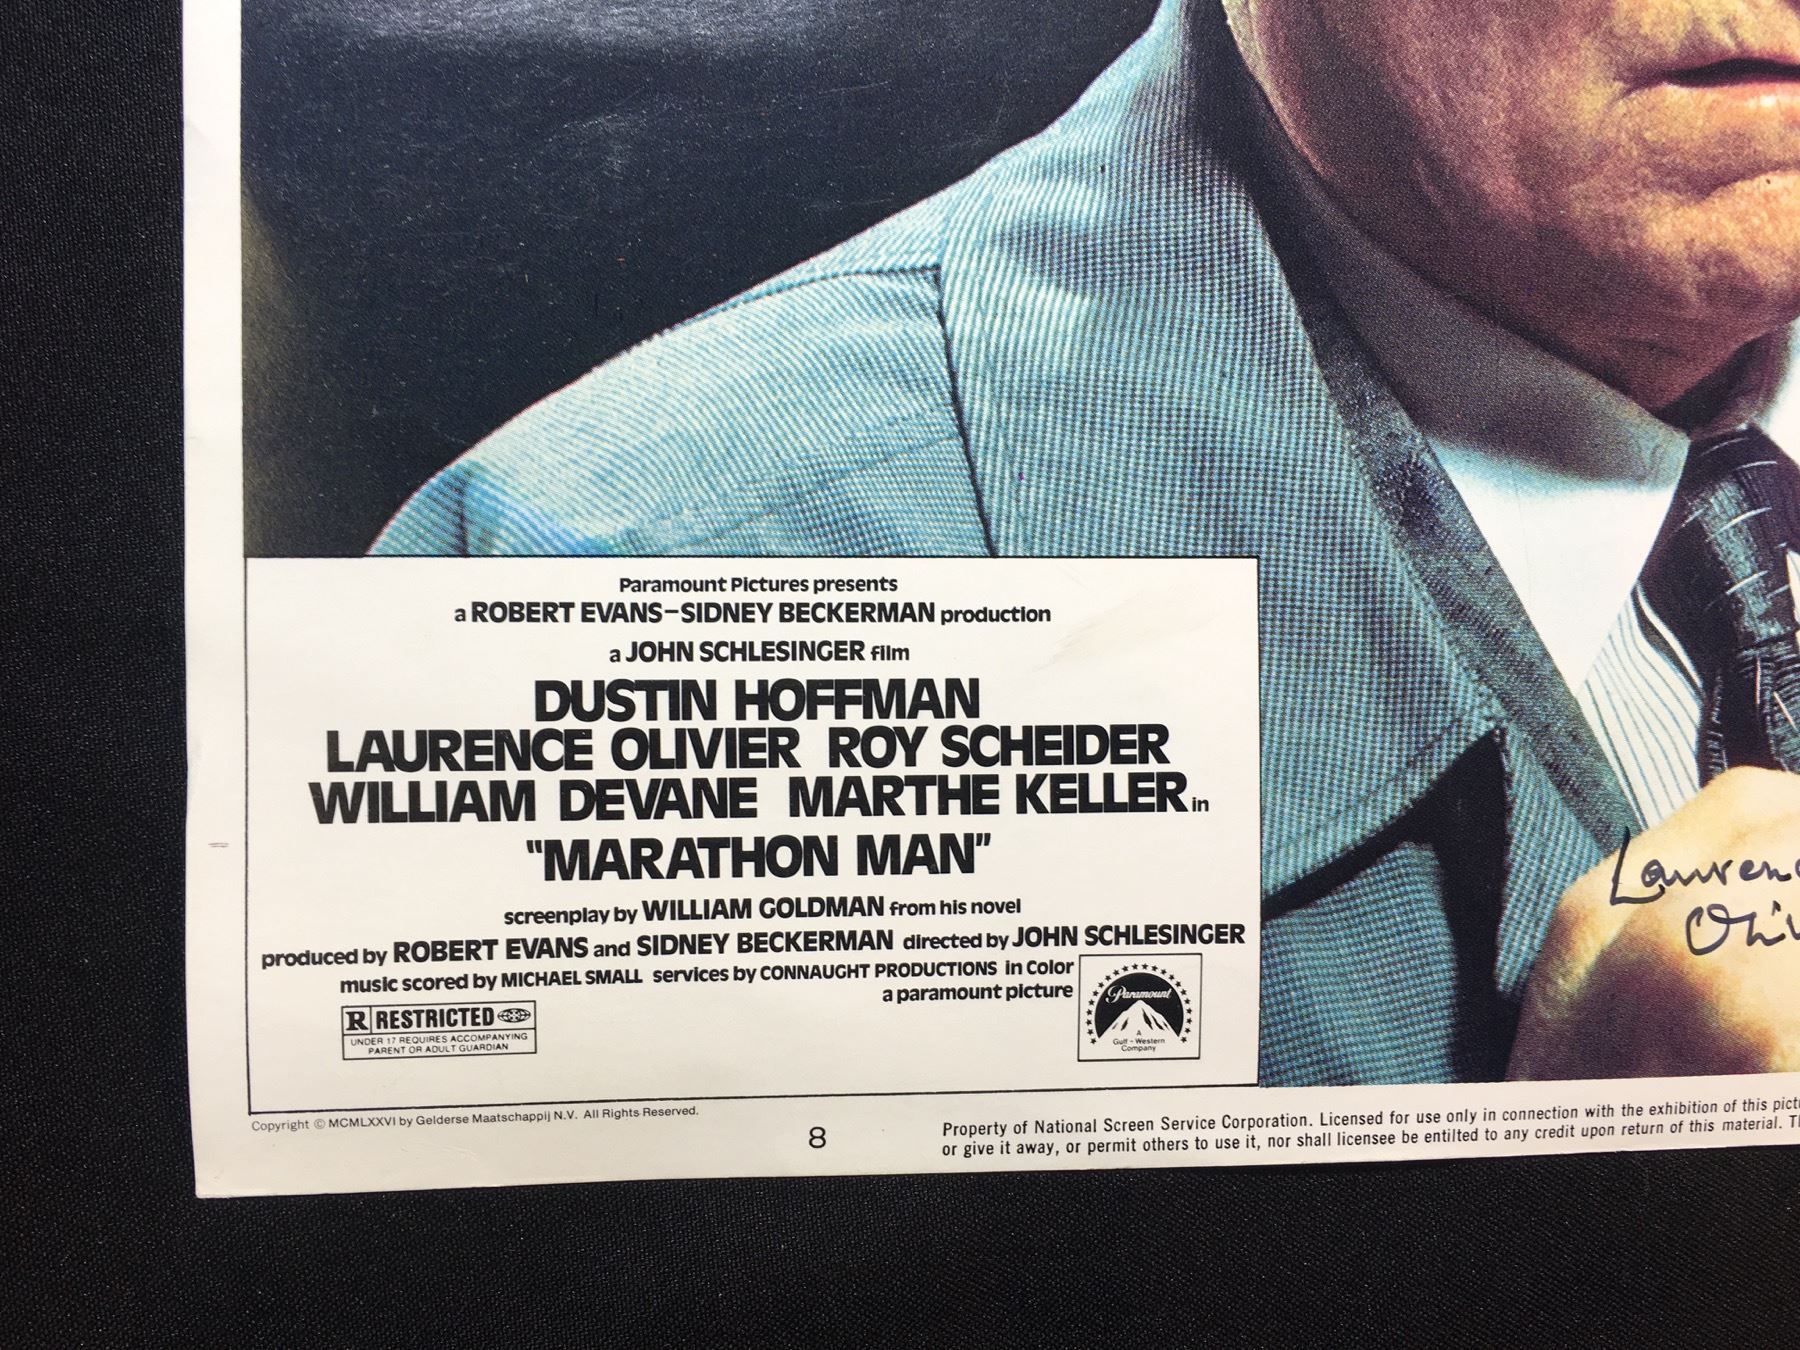 Paramount Pictures presents
a ROBERT EVANS–SIDNEY BECKERMAN production
a JOHN SCHLESINGER film
DUSTIN HOFFMAN
LAURENCE OLIVIER ROY SCHEIDER
WILLIAM DEVANE MARTHE KELLER in
"MARATHON MAN"
screenplay by WILLIAM GOLDMAN from his novel
produced by ROBERT EVANS and SIDNEY BECKERMAN directed by JOHN SCHLESINGER
music scored by MICHAEL SMALL services by CONNAUGHT PRODUCTIONS in Color
a paramount picture
R RESTRICTED
UNDER 17 REQUIRES ACCOMPANYING
PARENT OR ADULT GUARDIAN
Paramount
A
Gulf + Western
Company
Laurenc
Oliv
Copyright © MCMLXXVI by Gelderse Maatschappij N.V. All Rights Reserved.
8
Property of National Screen Service Corporation. Licensed for use only in connection with the exhibition of this pict
or give it away, or permit others to use it, nor shall licensee be entitled to any credit upon return of this material. T